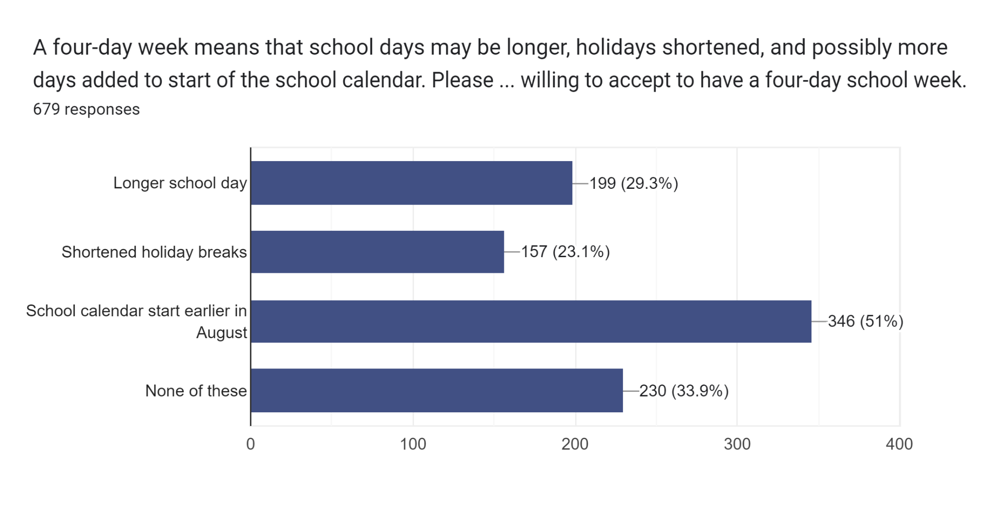 A four-day week means that school days may be longer, holidays shortened, and possibly more
days added to start of the school calendar. Please ... willing to accept to have a four-day school week.
679 responses
Longer school day
199 (29.3%)
Shortened holiday breaks
157 (23.1%)
School calendar start earlier in
August
346 (51%)
None of these
230 (33.9%)
0 100 200 300 400